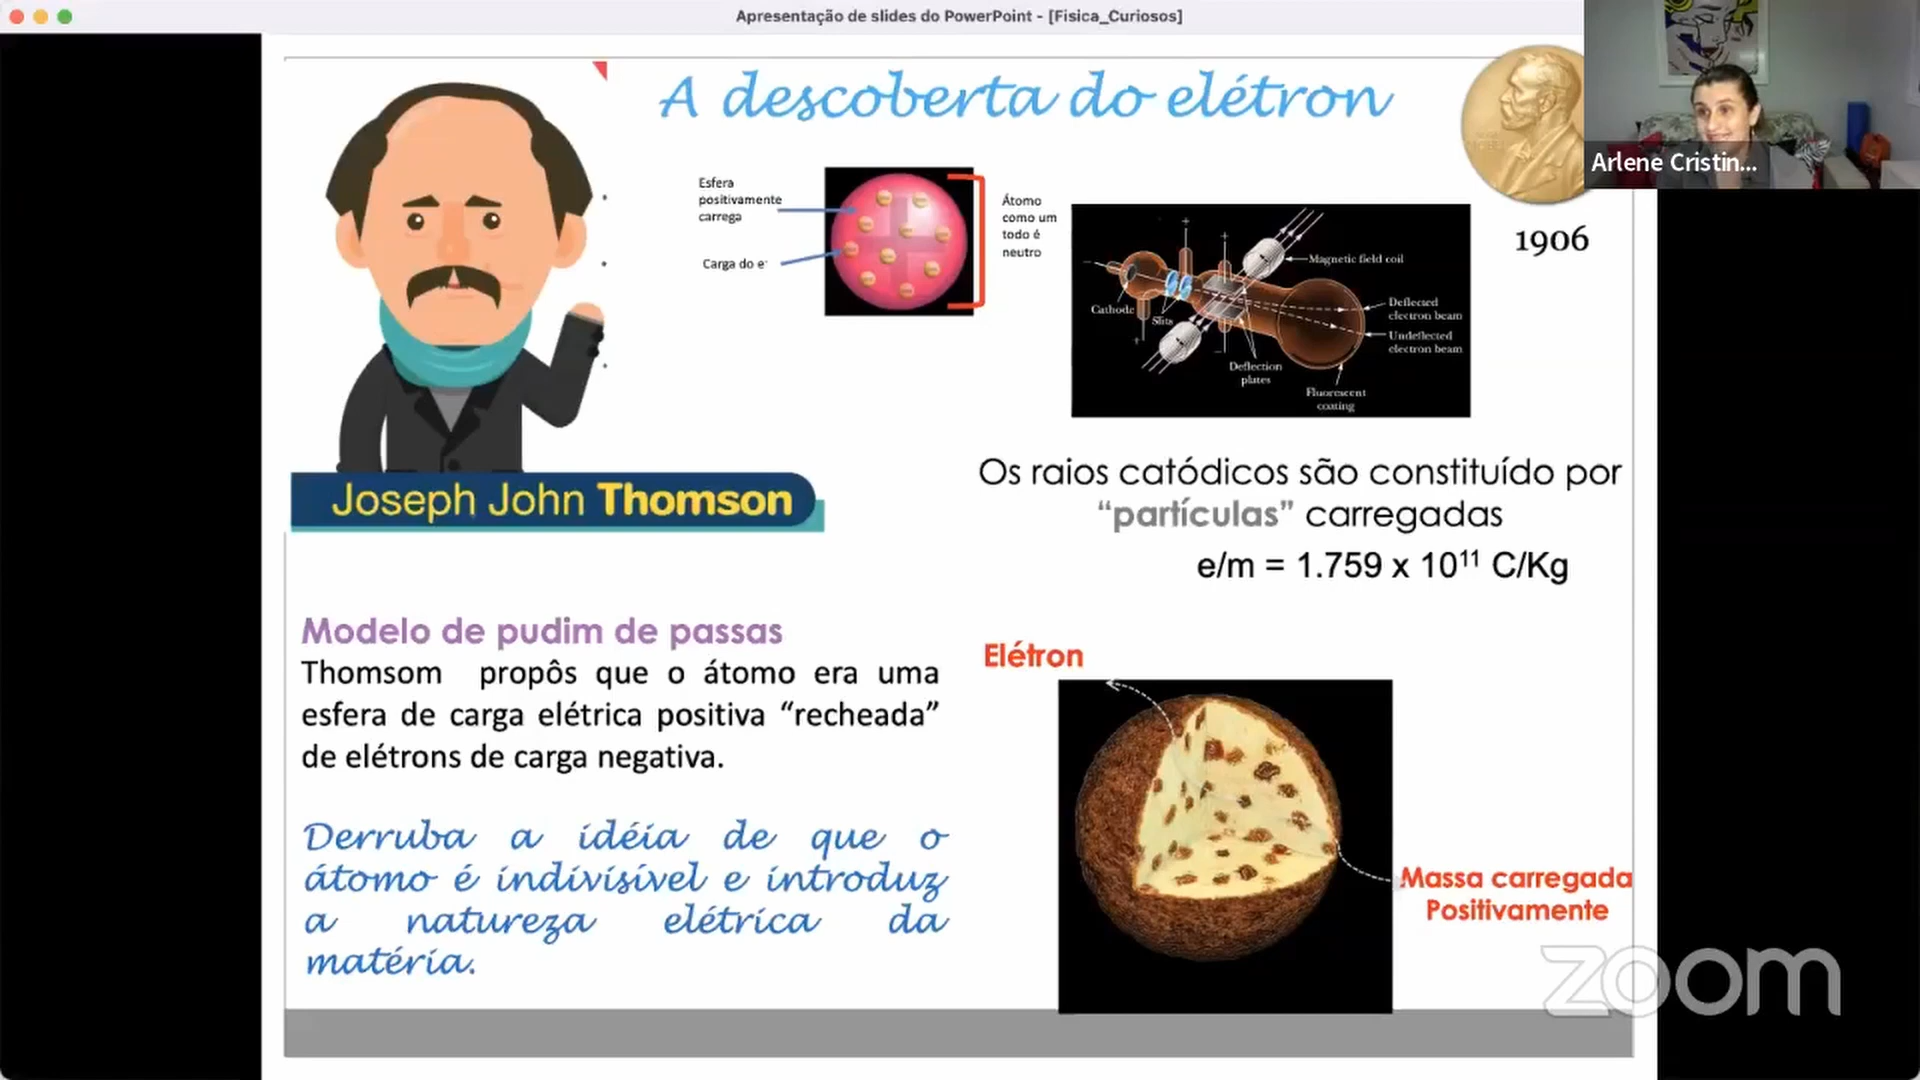 Apresentação de slides do PowerPoint - [Fisica_Curiosos]
A descoberta do elétron
Arlene Cristin...
1906
Esfera
positivamente
carrega
Carga do e-
Átomo
como um
todo é
neutro
Magnetic field coil
Cathode
Slits
Deflected
electron beam
Undeflected
electron beam
Deflection
plates
Fluorescent
coating
Joseph John Thomson
Os raios catódicos são constituído por
“partículas” carregadas
e/m = 1.759 x 10¹¹ C/Kg
Modelo de pudim de passas
Thomsom propôs que o átomo era uma
esfera de carga elétrica positiva “recheada”
de elétrons de carga negativa.
Derruba a idéia de que o
átomo é indivisível e introduz
a natureza elétrica da
matéria.
Elétron
Massa carregada
Positivamente
zoom